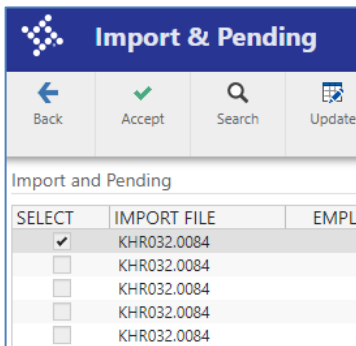 Import & Pending
Back Accept Search Update
Import and Pending
SELECT IMPORT FILE EMPL
KHR032.0084
KHR032.0084
KHR032.0084
KHR032.0084
KHR032.0084